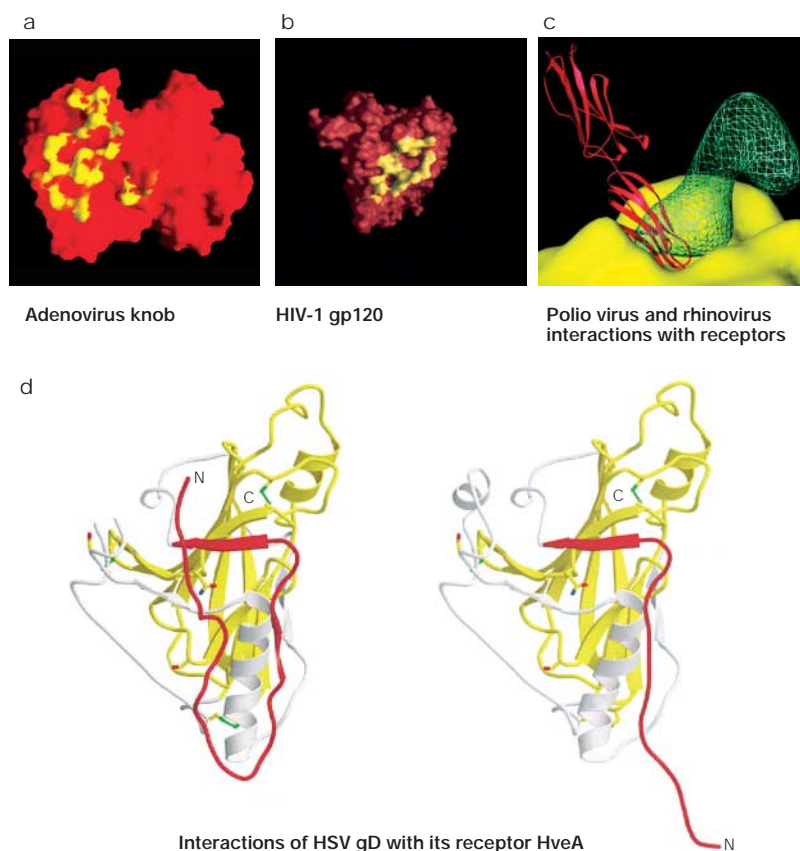 a
b
c
Adenovirus knob
HIV-1 gp120
Polio virus and rhinovirus
interactions with receptors
d
N
C
C
N
Interactions of HSV gD with its receptor HveA